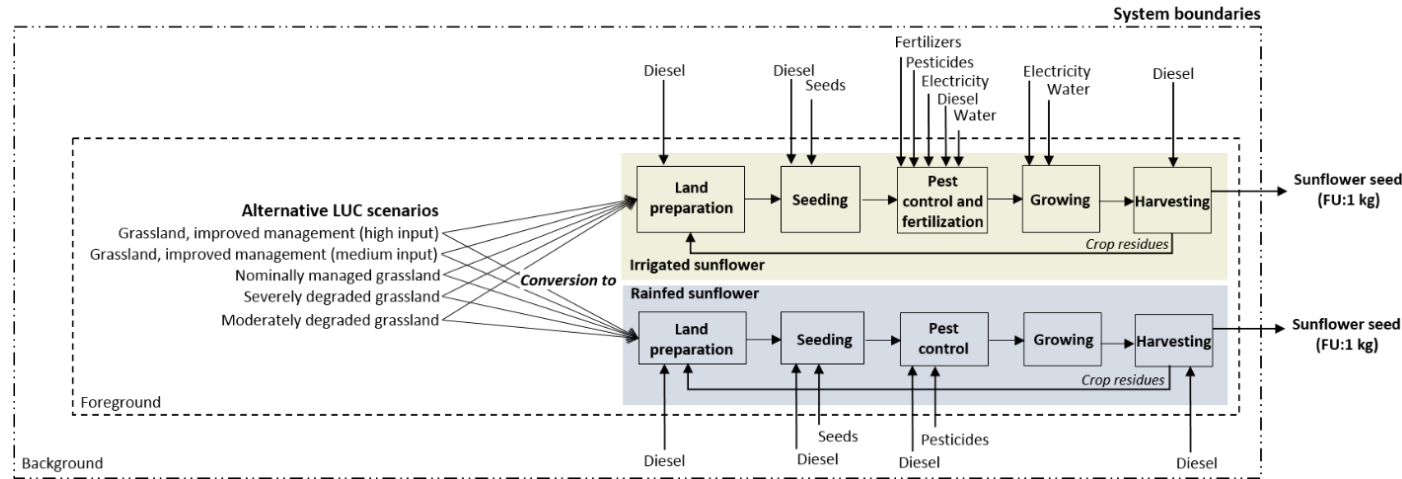 System boundaries
Fertilizers
Pesticides
Electricity
Diesel
Water
Diesel
Diesel
Seeds
Electricity
Water
Diesel
Land
preparation
Seeding
Pest
control and
fertilization
Growing
Harvesting
Sunflower seed
(FU:1 kg)
Crop residues
Irrigated sunflower
Alternative LUC scenarios
Grassland, improved management (high input)
Grassland, improved management (medium input)
Nominally managed grassland
Severely degraded grassland
Moderately degraded grassland
Conversion to
Rainfed sunflower
Land
preparation
Seeding
Pest
control
Growing
Harvesting
Sunflower seed
(FU:1 kg)
Crop residues
Foreground
Diesel
Seeds
Diesel
Pesticides
Diesel
Diesel
Background